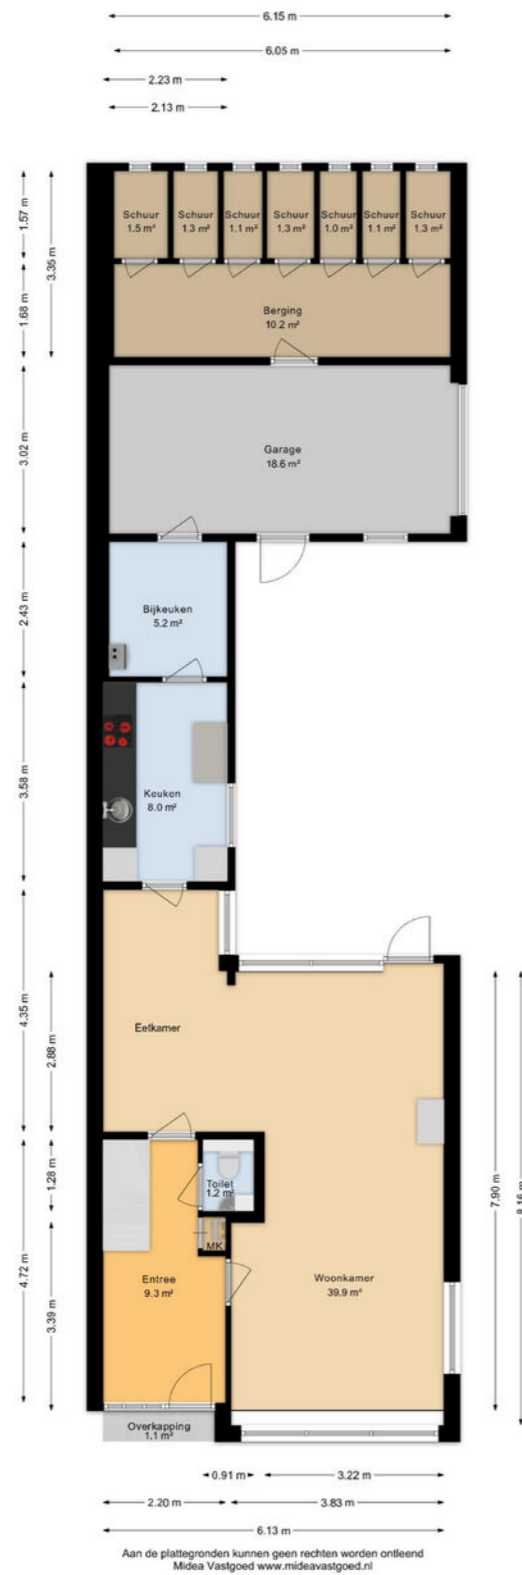 6.15 m
6.05 m
2.23 m
2.13 m
Schuur Schuur Schuur Schuur Schuur Schuur Schuur
1.5 m² 1.3 m² 1.1 m² 1.3 m² 1.0 m² 1.1 m² 1.3 m²
1.57 m
3.35 m
1.68 m
Berging
10.2 m²
3.02 m
Garage
18.6 m²
2.43 m
Bijkeuken
5.2 m²
3.58 m
Keuken
8.0 m²
4.35 m
2.88 m
Eetkamer
7.90 m
8.16 m
1.28 m
Toilet
1.2 m²
4.72 m
MK
3.39 m
Entree
9.3 m²
Woonkamer
39.9 m²
Overkapping
1.1 m²
0.91 m
3.22 m
2.20 m
3.83 m
6.13 m
Aan de plattegronden kunnen geen rechten worden ontleend
Midea Vastgoed www.mideavastgoed.nl